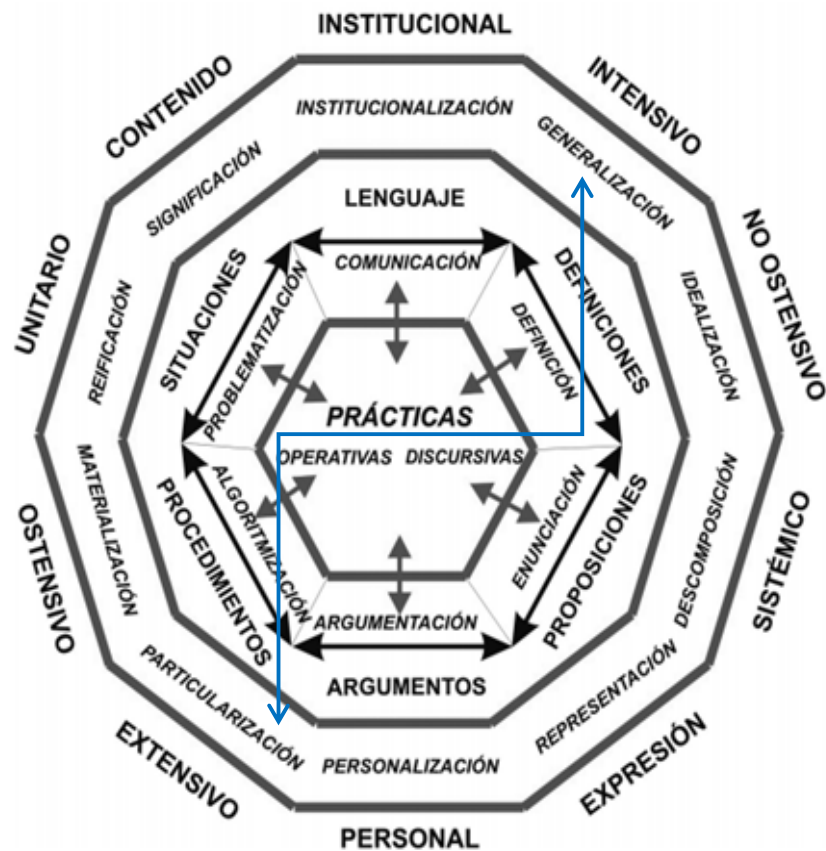 INSTITUCIONAL
CONTENIDO
INTENSIVO
INSTITUCIONALIZACIÓN
GENERALIZACIÓN
SIGNIFICACIÓN
LENGUAJE
UNITARIO
NO OSTENSIVO
SITUACIONES
COMUNICACIÓN
DEFINICIONES
REIFICACIÓN
IDEALIZACIÓN
PROBLEMATIZACIÓN
DEFINICIÓN
PRÁCTICAS
OPERATIVAS DISCURSIVAS
MATERIALIZACIÓN
DESCOMPOSICIÓN
OSTENSIVO
SISTÉMICO
PROCEDIMIENTOS
ALGORITMIZACIÓN
ENUNCIACIÓN
PROPOSICIONES
ARGUMENTACIÓN
ARGUMENTOS
PARTICULARIZACIÓN
REPRESENTACIÓN
PERSONALIZACIÓN
EXTENSIVO
EXPRESIÓN
PERSONAL